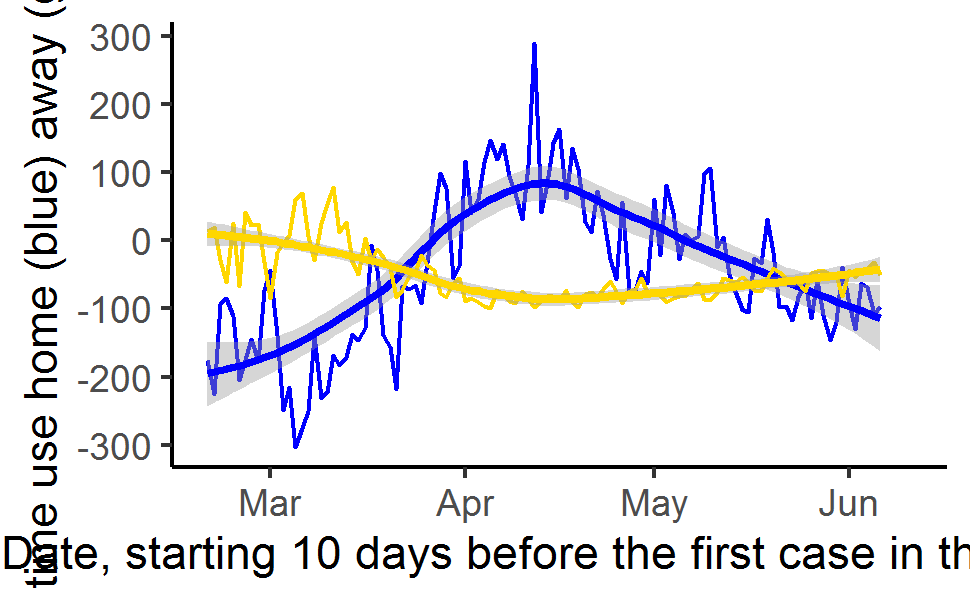 time use home (blue) away (
300
200
100
0
-100
-200
-300
Mar Apr May Jun
Date, starting 10 days before the first case in th